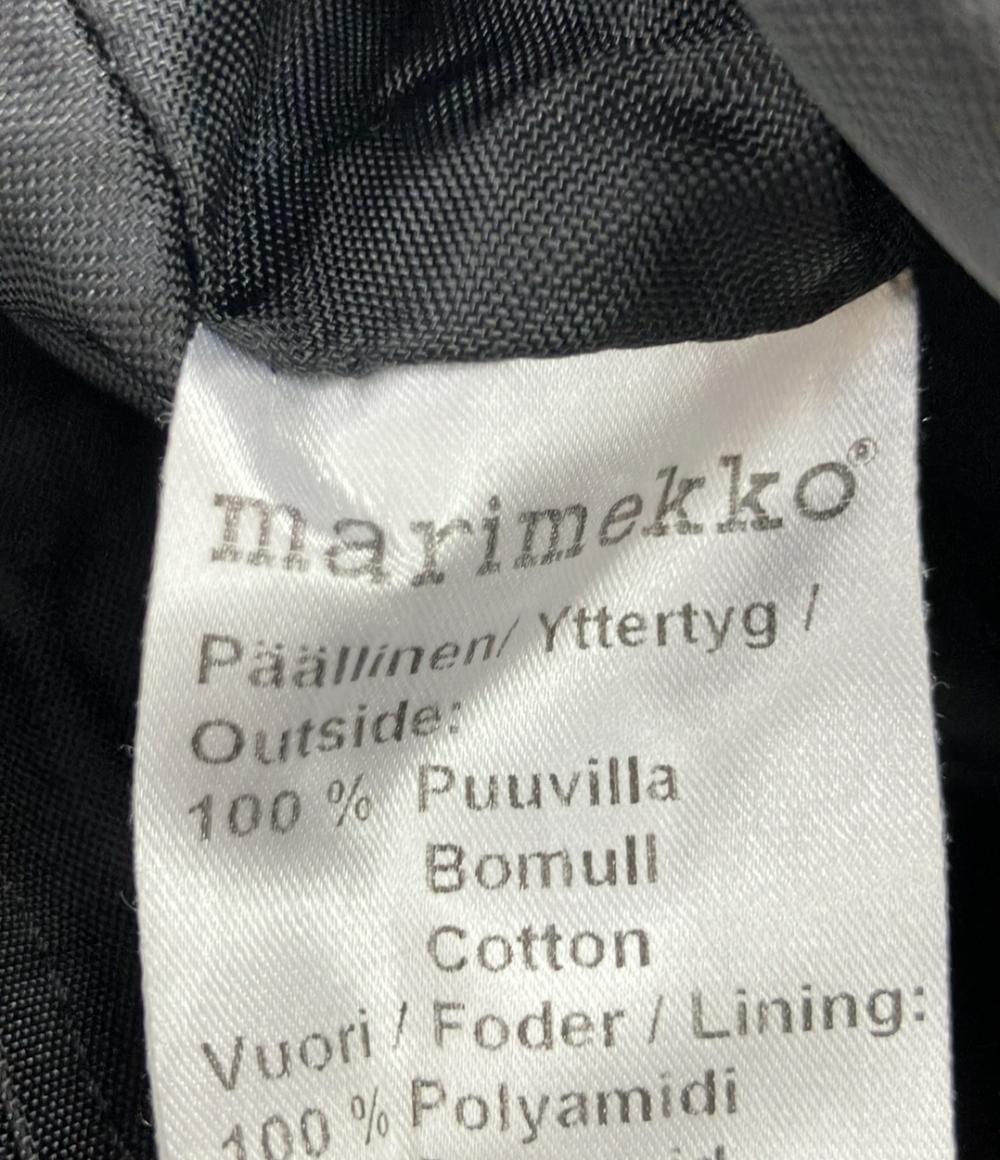 marimekko®
Päällinen/ Yttertyg /
Outside:
100 % Puuvilla
Bomull
Cotton
Vuori / Foder / Lining:
100 % Polyamidi